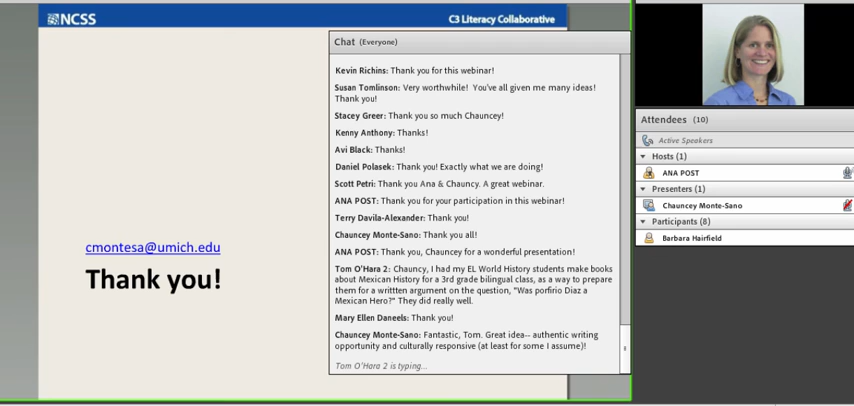 NCSS
C3 Literacy Collaborative
cmontesa@umich.edu
Thank you!
Chat (Everyone)
Kevin Richins: Thank you for this webinar!
Susan Tomlinson: Very worthwhile! You've all given me many ideas!
Thank you!
Stacey Greer: Thank you so much Chauncey!
Kenny Anthony: Thanks!
Avi Black: Thanks!
Daniel Polasek: Thank you! Exactly what we are doing!
Scott Petri: Thank you Ana & Chauncy. A great webinar.
ANA POST: Thank you for your participation in this webinar!
Terry Davila-Alexander: Thank you!
Chauncey Monte-Sano: Thank you all!
ANA POST: Thank you, Chauncey for a wonderful presentation!
Tom O'Hara 2: Chauncy, I had my EL World History students make books
about Mexican History for a 3rd grade bilingual class, as a way to prepare
them for a writtten argument on the question, "Was porfirio Diaz a
Mexican Hero?" They did really well.
Mary Ellen Daneels: Thank you!
Chauncey Monte-Sano: Fantastic, Tom. Great idea-- authentic writing
opportunity and culturally responsive (at least for some I assume)!
Tom O'Hara 2 is typing...
Attendees (10)
Active Speakers
Hosts (1)
ANA POST
Presenters (1)
Chauncey Monte-Sano
Participants (8)
Barbara Hairfield